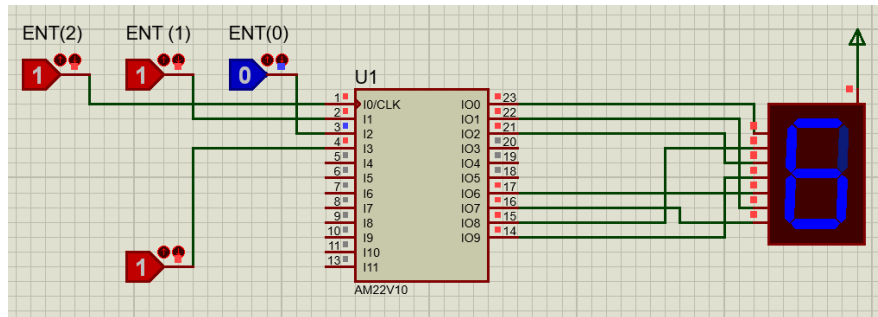 ENT(2) ENT (1) ENT(0)
1 1 0
U1
1 I0/CLK IO0 23
2 I1 IO1 22
3 I2 IO2 21
4 I3 IO3 20
5 I4 IO4 19
6 I5 IO5 18
7 I6 IO6 17
8 I7 IO7 16
9 I8 IO8 15
10 I9 IO9 14
11 I10
13 I11
1
AM22V10